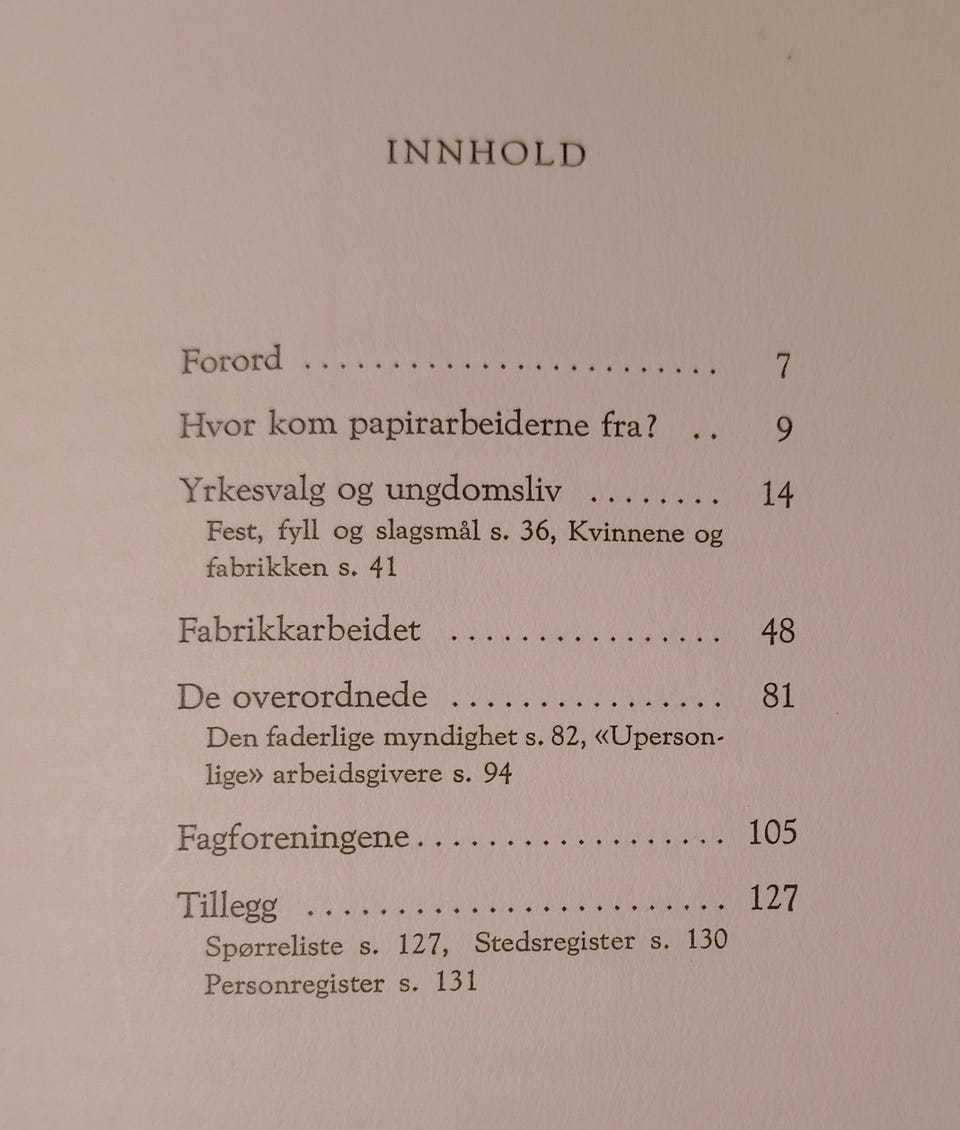 INNHOLD
Forord ........................ 7
Hvor kom papirarbeiderne fra? .. 9
Yrkesvalg og ungdomsliv ........ 14
Fest, fyll og slagsmål s. 36, Kvinnene og
fabrikken s. 41
Fabrikkarbeidet ................ 48
De overordnede ................ 81
Den faderlige myndighet s. 82, «Uperson-
lige» arbeidsgivere s. 94
Fagforeningene.................. 105
Tillegg ........................ 127
Spørreliste s. 127, Stedsregister s. 130
Personregister s. 131